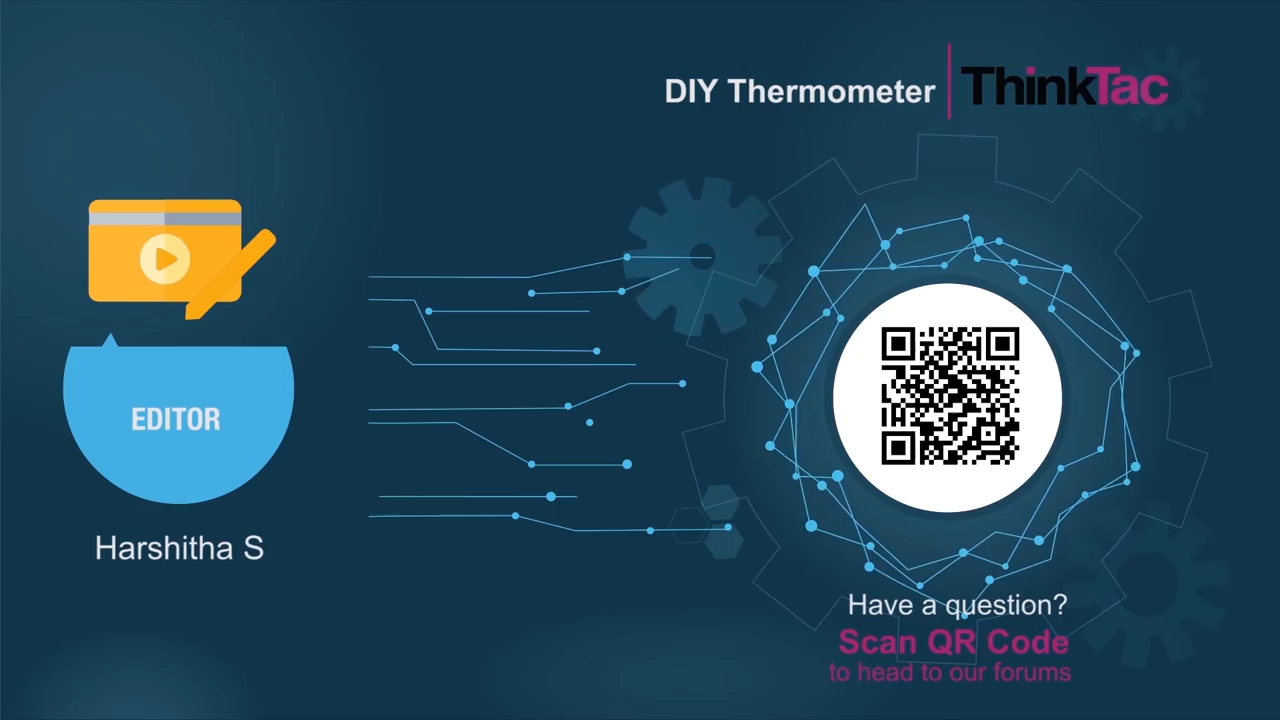 DIY Thermometer
ThinkTac
EDITOR
Harshitha S
Have a question?
Scan QR Code
to head to our forums